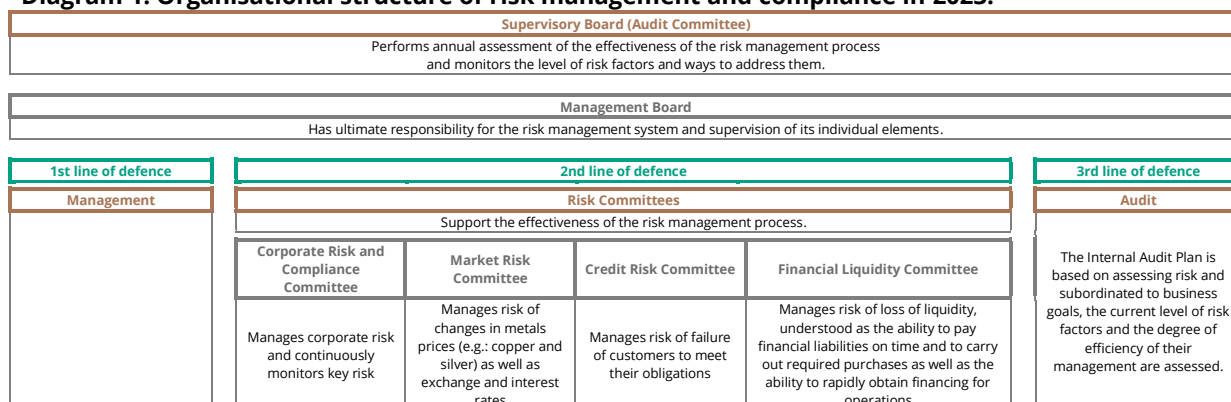 Diagram 1. Organisational structure of risk management and compliance in 2023.
Supervisory Board (Audit Committee)
Performs annual assessment of the effectiveness of the risk management process
and monitors the level of risk factors and ways to address them.
Management Board
Has ultimate responsibility for the risk management system and supervision of its individual elements.
1st line of defence
2nd line of defence
3rd line of defence
Management
Risk Committees
Audit
Support the effectiveness of the risk management process.
Corporate Risk and
Compliance
Committee
Market Risk
Committee
Credit Risk Committee
Financial Liquidity Committee
Manages corporate risk
and continuously
monitors key risk
Manages risk of
changes in metals
prices (e.g.: copper and
silver) as well as
exchange and interest
rates
Manages risk of failure
of customers to meet
their obligations
Manages risk of loss of liquidity,
understood as the ability to pay
financial liabilities on time and to carry
out required purchases as well as the
ability to rapidly obtain financing for
operations
The Internal Audit Plan is
based on assessing risk and
subordinated to business
goals, the current level of risk
factors and the degree of
efficiency of their
management are assessed.